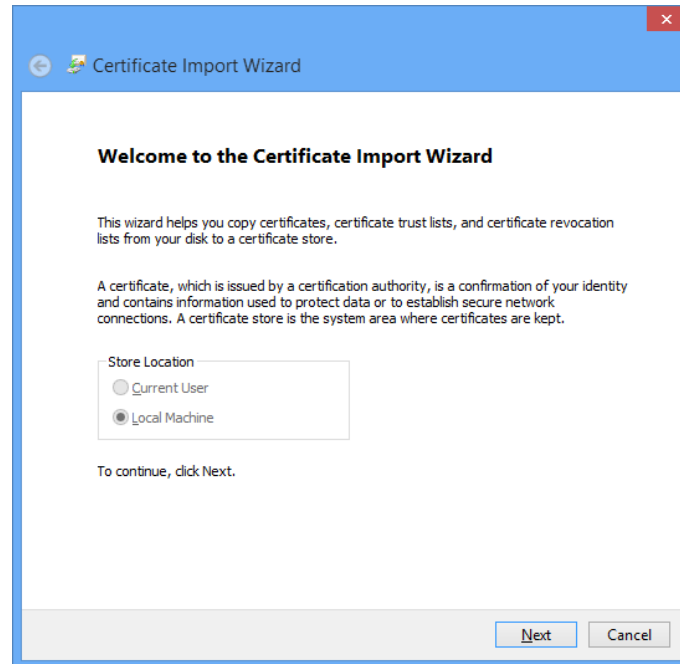 Certificate Import Wizard
Welcome to the Certificate Import Wizard
This wizard helps you copy certificates, certificate trust lists, and certificate revocation
lists from your disk to a certificate store.
A certificate, which is issued by a certification authority, is a confirmation of your identity
and contains information used to protect data or to establish secure network
connections. A certificate store is the system area where certificates are kept.
Store Location
Current User
Local Machine
To continue, click Next.
Next Cancel